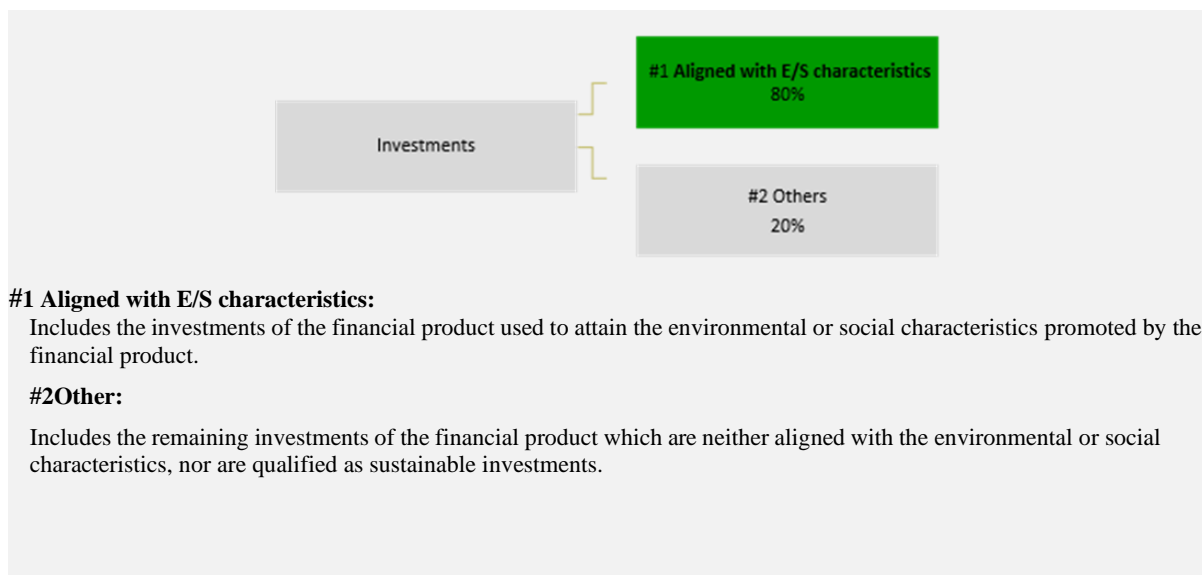 #1 Aligned with E/S characteristics
80%
Investments
#2 Others
20%
#1 Aligned with E/S characteristics:
Includes the investments of the financial product used to attain the environmental or social characteristics promoted by the
financial product.
#2Other:
Includes the remaining investments of the financial product which are neither aligned with the environmental or social
characteristics, nor are qualified as sustainable investments.